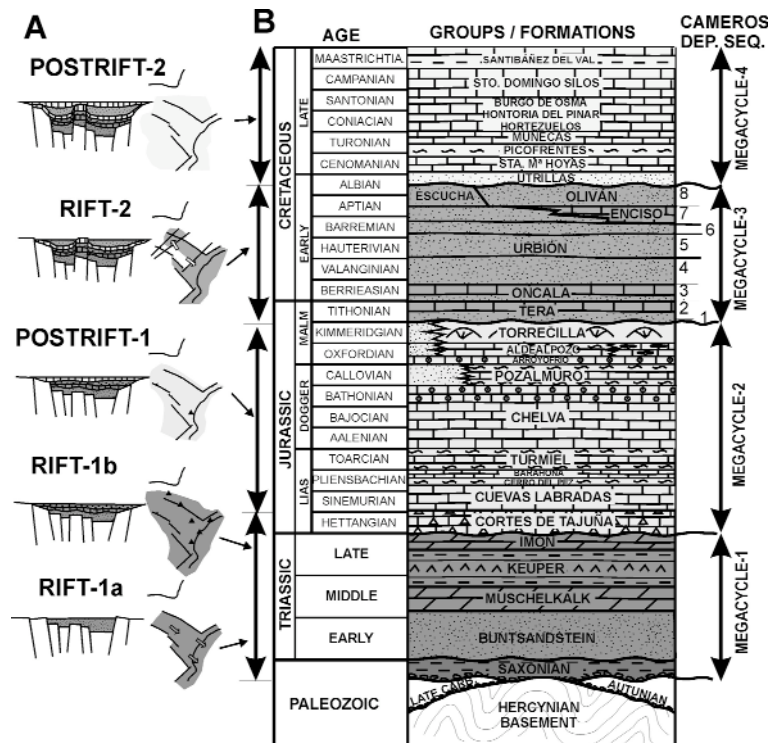 A
POSTRIFT-2
RIFT-2
POSTRIFT-1
RIFT-1b
RIFT-1a
B
AGE
GROUPS / FORMATIONS
CAMEROS
DEP. SEQ.
CRETACEOUS
LATE
EARLY
MAASTRICHTIA
CAMPANIAN
SANTONIAN
CONIACIAN
TURONIAN
CENOMANIAN
ALBIAN
APTIAN
BARREMIAN
HAUTERIVIAN
VALANGINIAN
BERRIEASIAN
JURASSIC
MALM
DOGGER
LIAS
TITHONIAN
KIMMERIDGIAN
OXFORDIAN
CALLOVIAN
BATHONIAN
BAJOCIAN
AALENIAN
TOARCIAN
PLIENSBACHIAN
SINEMURIAN
HETTANGIAN
TRIASSIC
LATE
MIDDLE
EARLY
PALEOZOIC
SANTIBÁÑEZ DEL VAL
STO. DOMINGO SILOS
BURGO DE OSMA
HONTORIA DEL PINAR
HORTEZUELOS
MUÑECAS
PICOFRENTES
STA. Mª HOYAS
UTRILLAS
ESCUCHA
OLIVÁN
ENCISO
URBIÓN
ONCALA
TERA
TORRECILLA
ALDEALPOZO
ARROYOFRIO
POZALMURO
CHELVA
TURMIEL
BARAHONA
CERRO DEL PEZ
CUEVAS LABRADAS
CORTES DE TAJUÑA
IMON
KEUPER
MUSCHELKALK
BUNTSANDSTEIN
SAXONIAN
LATE CARB.
AUTUNIAN
HERCYNIAN
BASEMENT
8
7
6
5
4
3
2
1
MEGACYCLE-4
MEGACYCLE-3
MEGACYCLE-2
MEGACYCLE-1